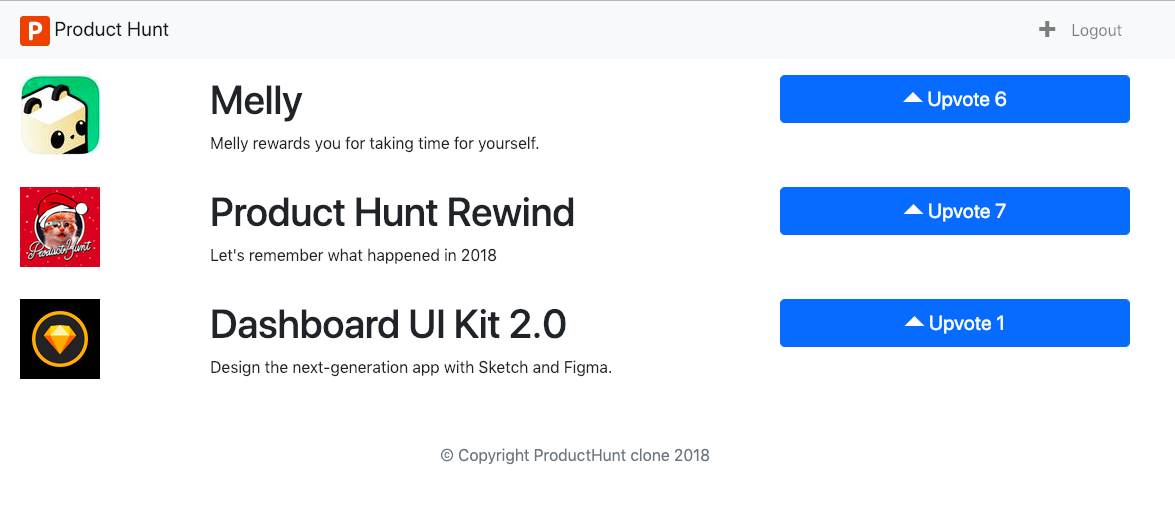 P Product Hunt
Logout
Melly
Upvote 6
Melly rewards you for taking time for yourself.
Product Hunt Rewind
Upvote 7
Let's remember what happened in 2018
Product Hunt
Dashboard UI Kit 2.0
Upvote 1
Design the next-generation app with Sketch and Figma.
© Copyright ProductHunt clone 2018